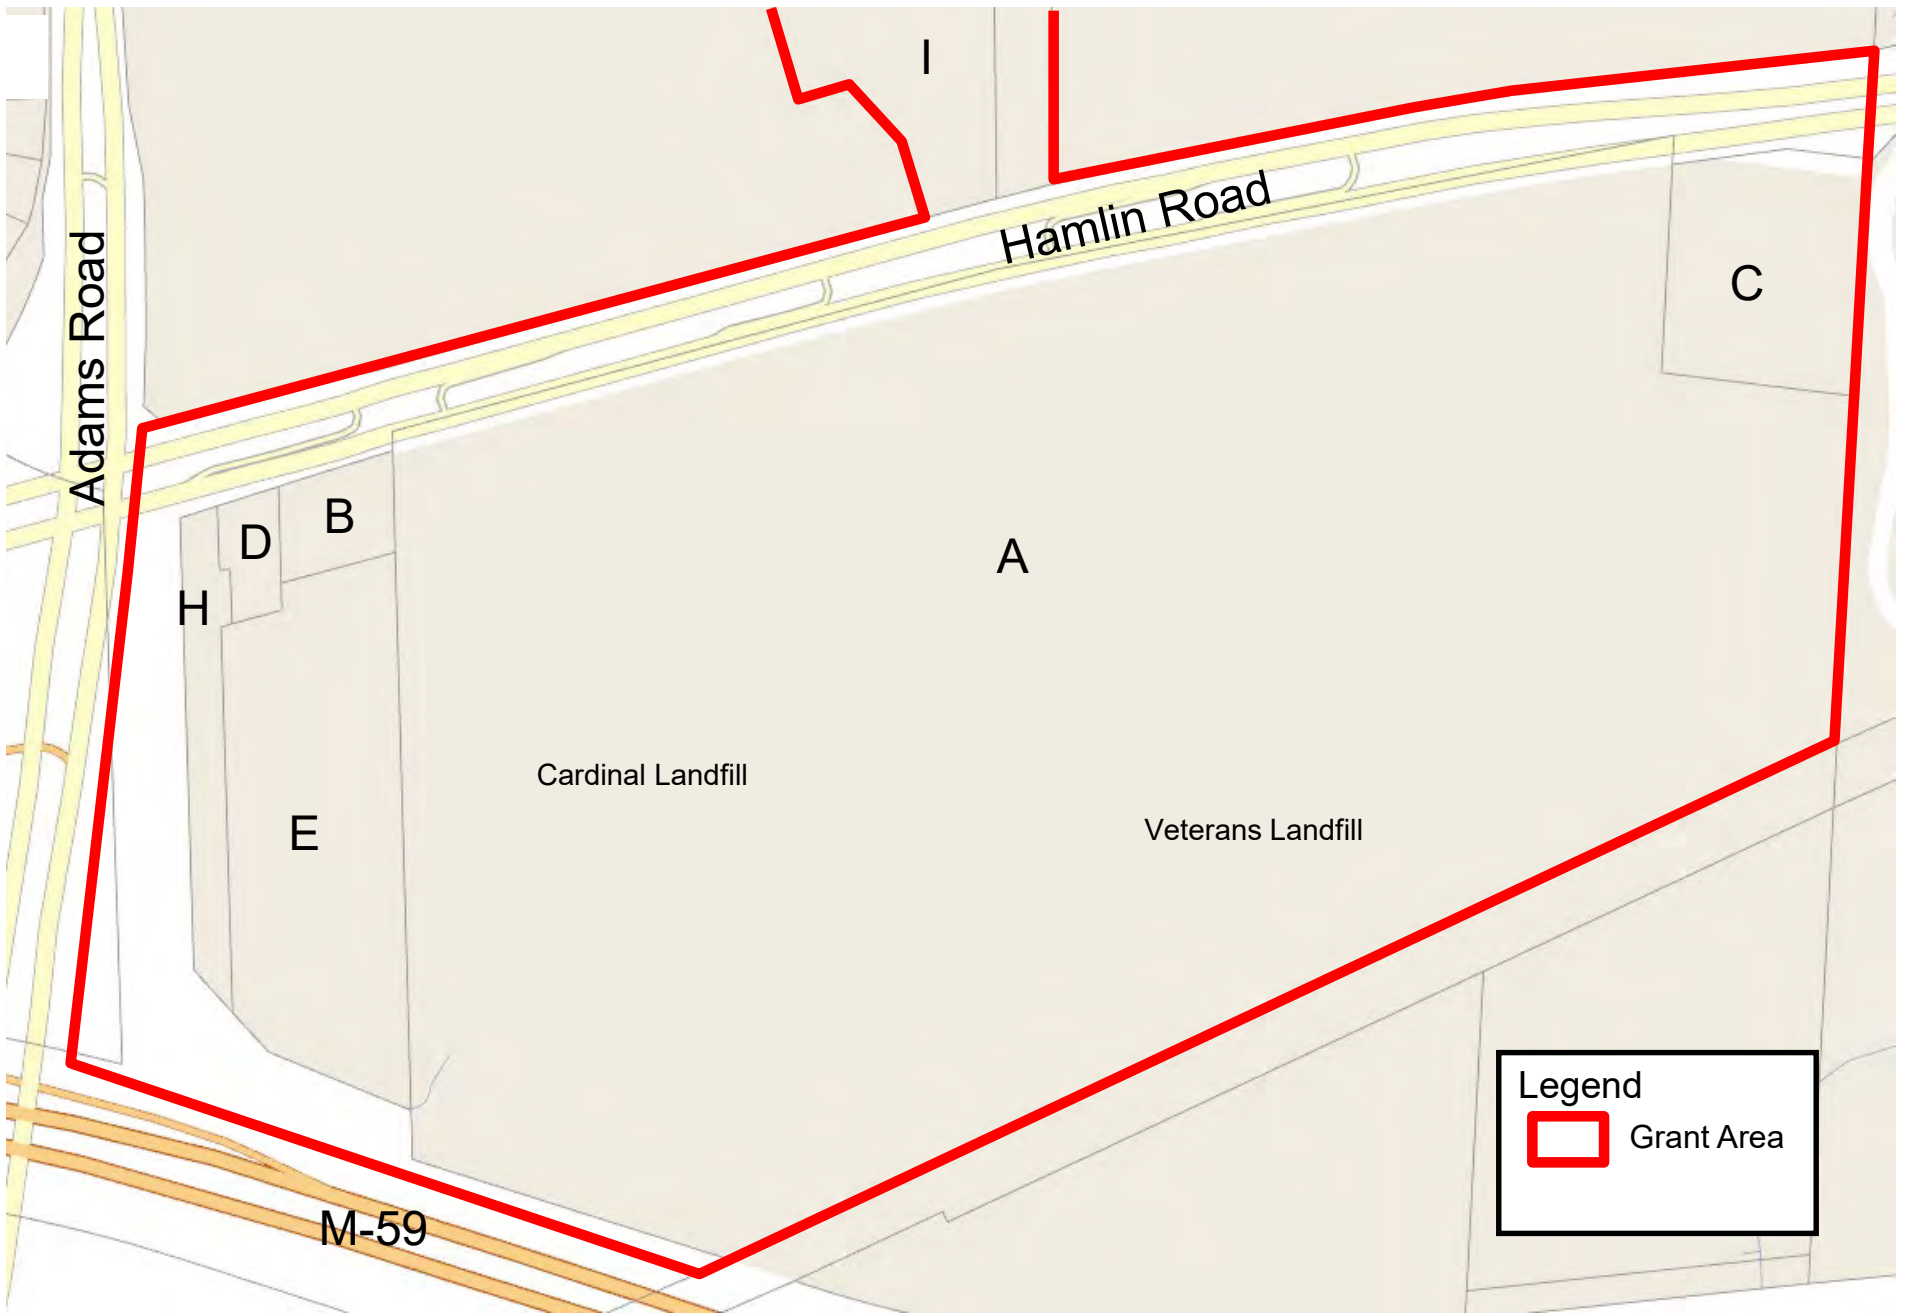 I
Hamlin Road
C
Adams Road
B
D
A
H
Cardinal Landfill
Veterans Landfill
E
Legend
Grant Area
M-59